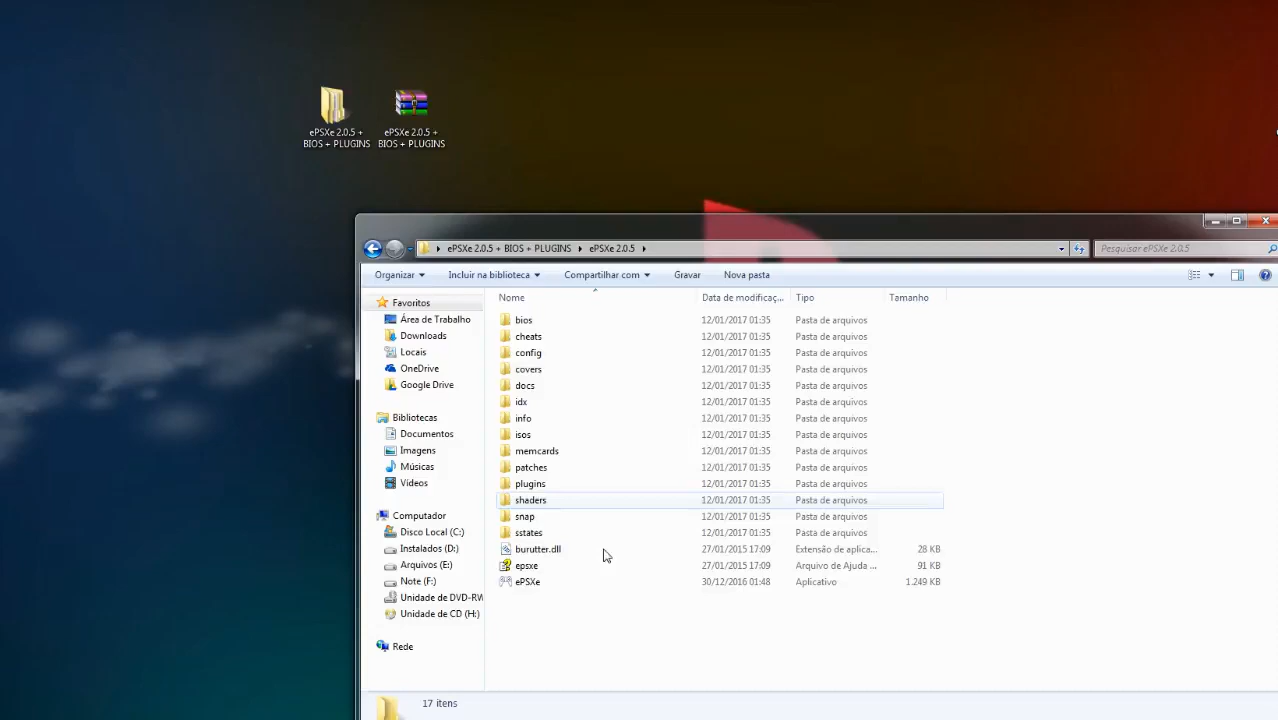 ePSXe 2.0.5 +
BIOS + PLUGINS
ePSXe 2.0.5 +
BIOS + PLUGINS
ePSXe 2.0.5 + BIOS + PLUGINS
ePSXe 2.0.5
Pesquisar ePSXe 2.0.5
Organizar
Incluir na biblioteca
Compartilhar com
Gravar
Nova pasta
Favoritos
Área de Trabalho
Downloads
Locais
OneDrive
Google Drive
Bibliotecas
Documentos
Imagens
Músicas
Vídeos
Computador
Disco Local (C:)
Instalados (D:)
Arquivos (E:)
Note (F:)
Unidade de DVD-RW
Unidade de CD (H:)
Rede
Nome Data de modificaç... Tipo Tamanho
bios 12/01/2017 01:35 Pasta de arquivos
cheats 12/01/2017 01:35 Pasta de arquivos
config 12/01/2017 01:35 Pasta de arquivos
covers 12/01/2017 01:35 Pasta de arquivos
docs 12/01/2017 01:35 Pasta de arquivos
idx 12/01/2017 01:35 Pasta de arquivos
info 12/01/2017 01:35 Pasta de arquivos
isos 12/01/2017 01:35 Pasta de arquivos
memcards 12/01/2017 01:35 Pasta de arquivos
patches 12/01/2017 01:35 Pasta de arquivos
plugins 12/01/2017 01:35 Pasta de arquivos
shaders 12/01/2017 01:35 Pasta de arquivos
snap 12/01/2017 01:35 Pasta de arquivos
sstates 12/01/2017 01:35 Pasta de arquivos
burutter.dll 27/01/2015 17:09 Extensão de aplica... 28 KB
epsxe 27/01/2015 17:09 Arquivo de Ajuda ... 91 KB
ePSXe 30/12/2016 01:48 Aplicativo 1.249 KB
17 itens